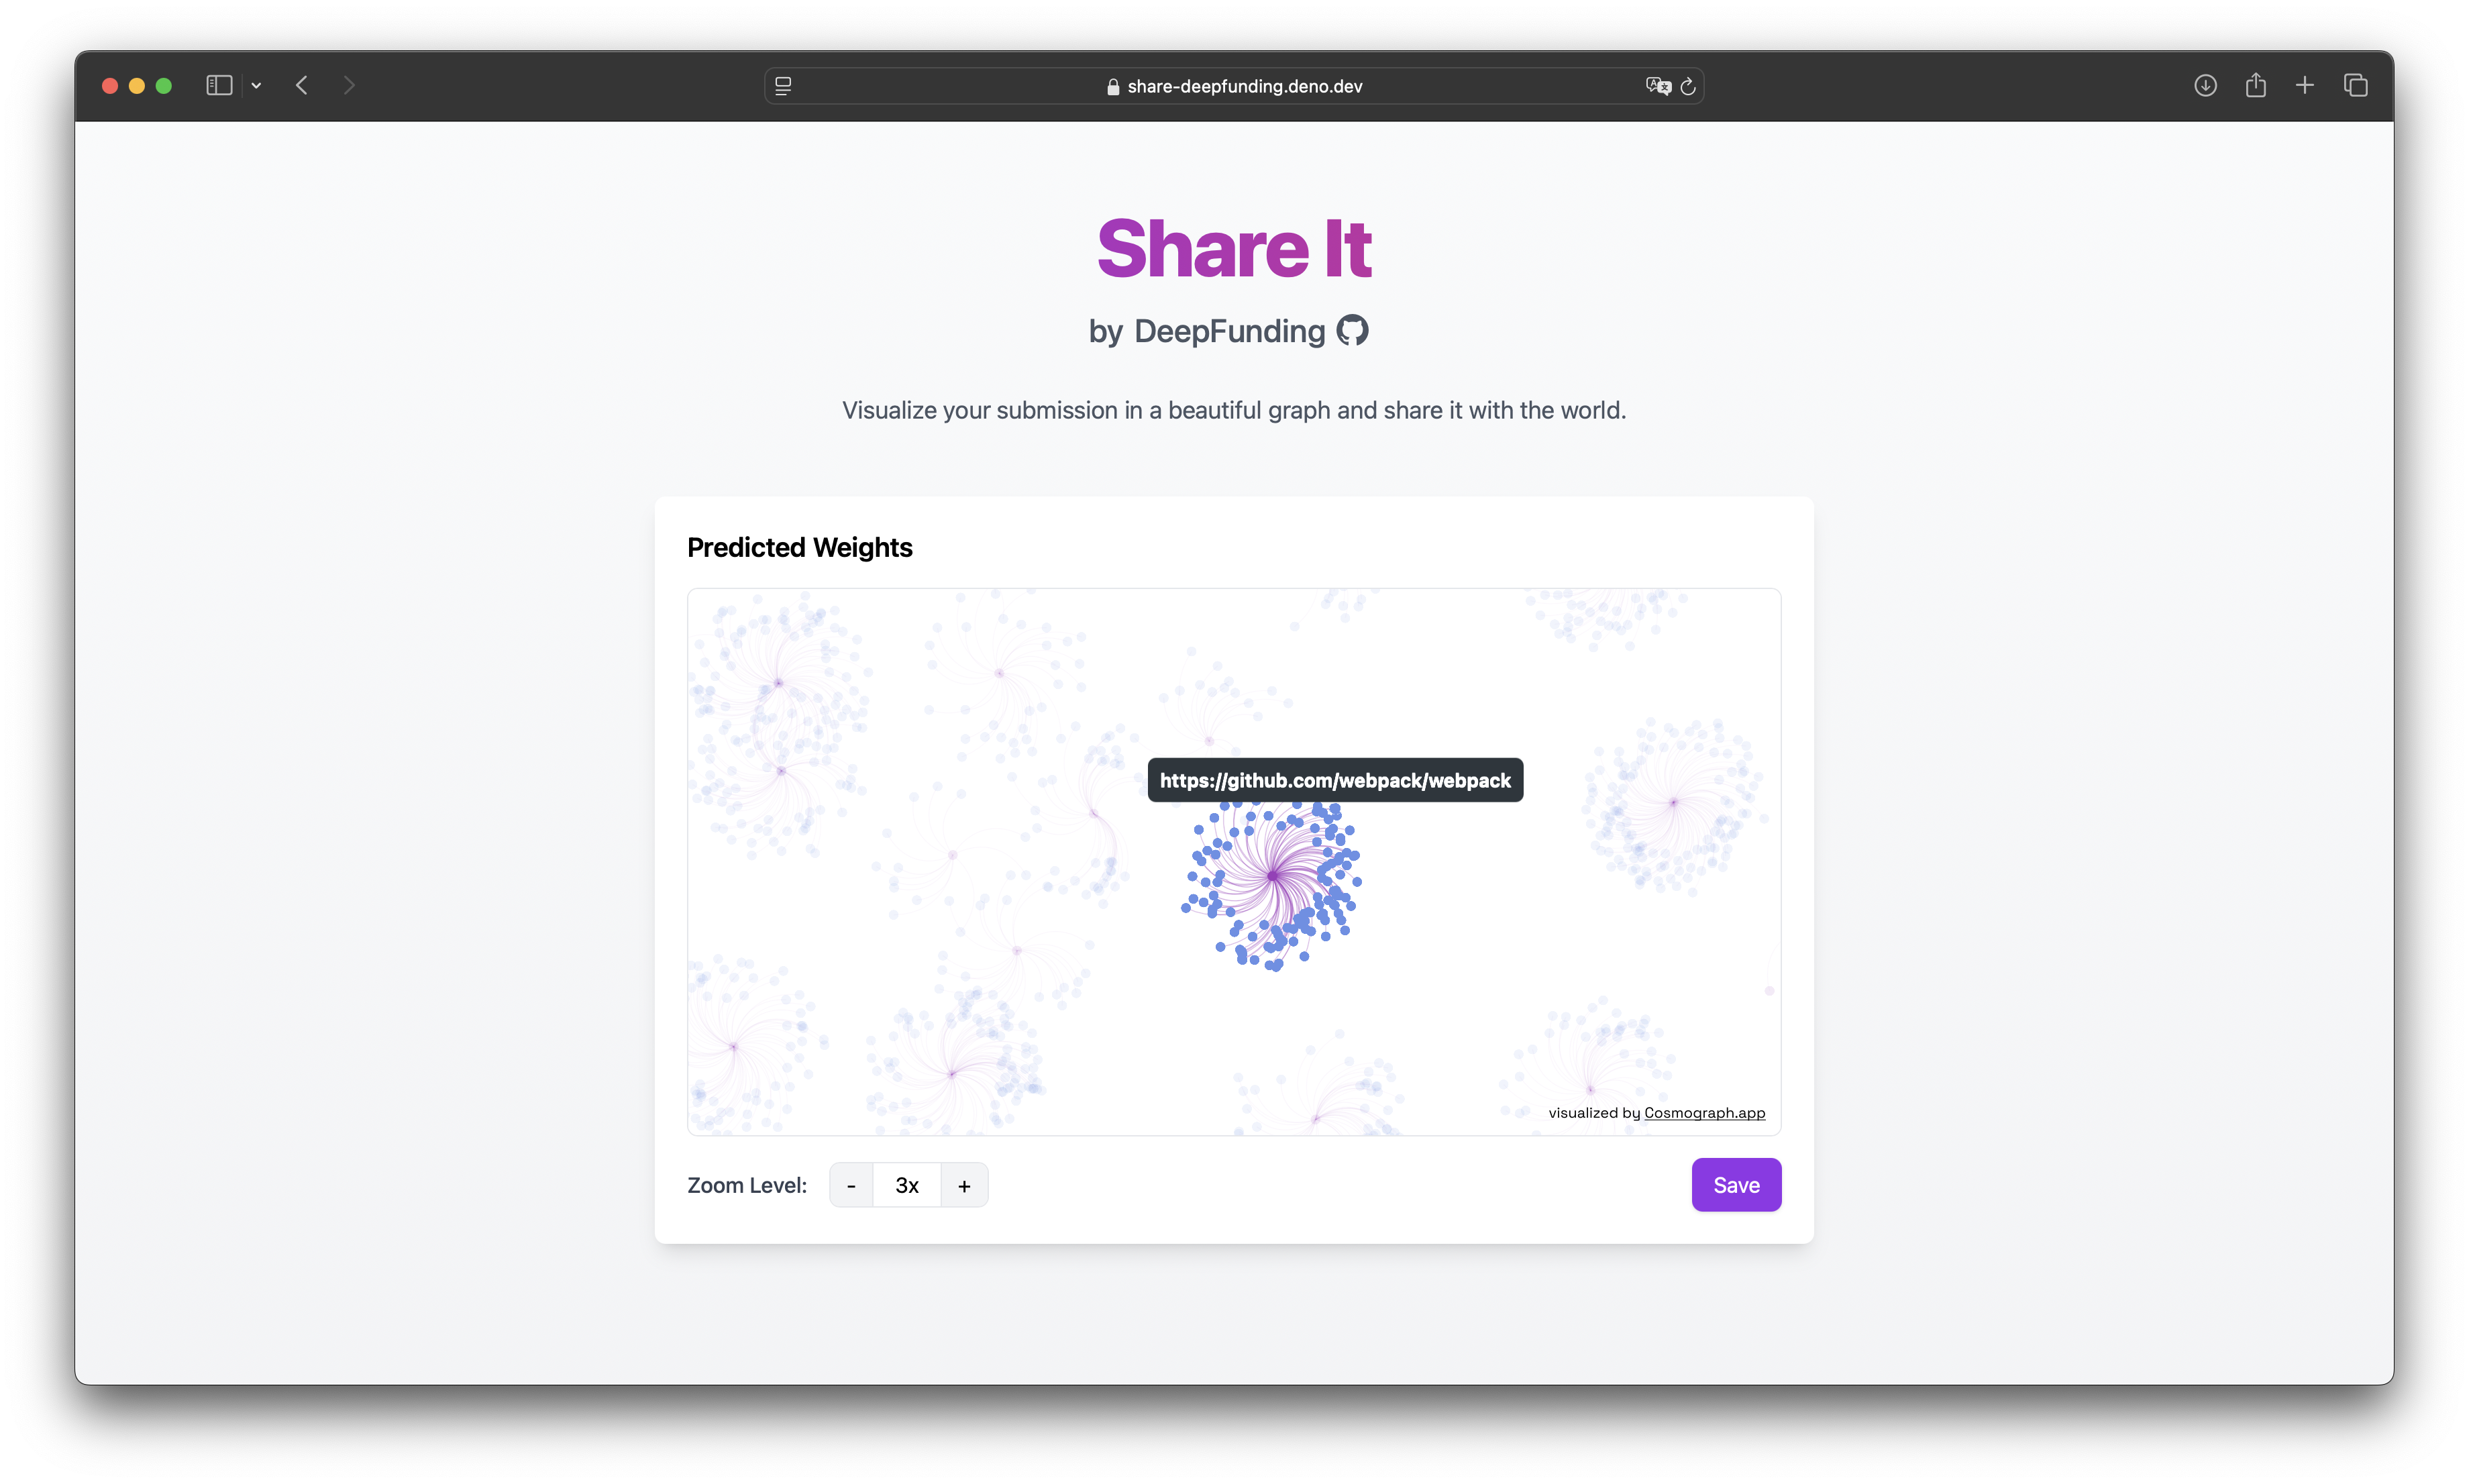 share-deepfunding.deno.dev
Share It
by DeepFunding
Visualize your submission in a beautiful graph and share it with the world.
Predicted Weights
https://github.com/webpack/webpack
visualized by Cosmograph.app
Zoom Level: - 3x + Save